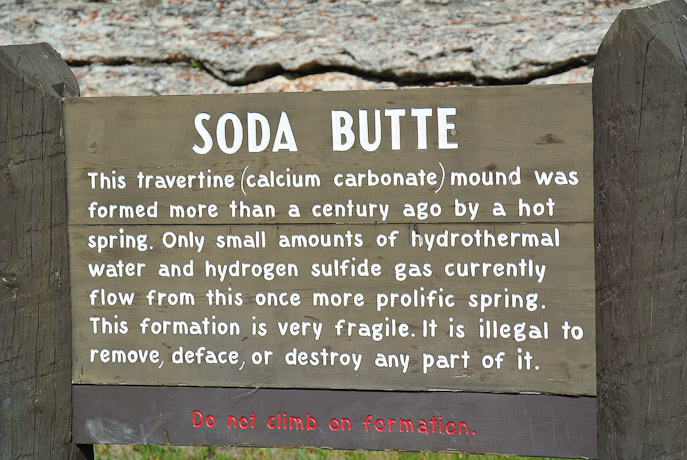 SODA BUTTE
This travertine (calcium carbonate) mound was
formed more than a century ago by a hot
spring. Only small amounts of hydrothermal
water and hydrogen sulfide gas currently
flow from this once more prolific spring.
This formation is very fragile. It is illegal to
remove, deface, or destroy any part of it.
Do not climb on formation.